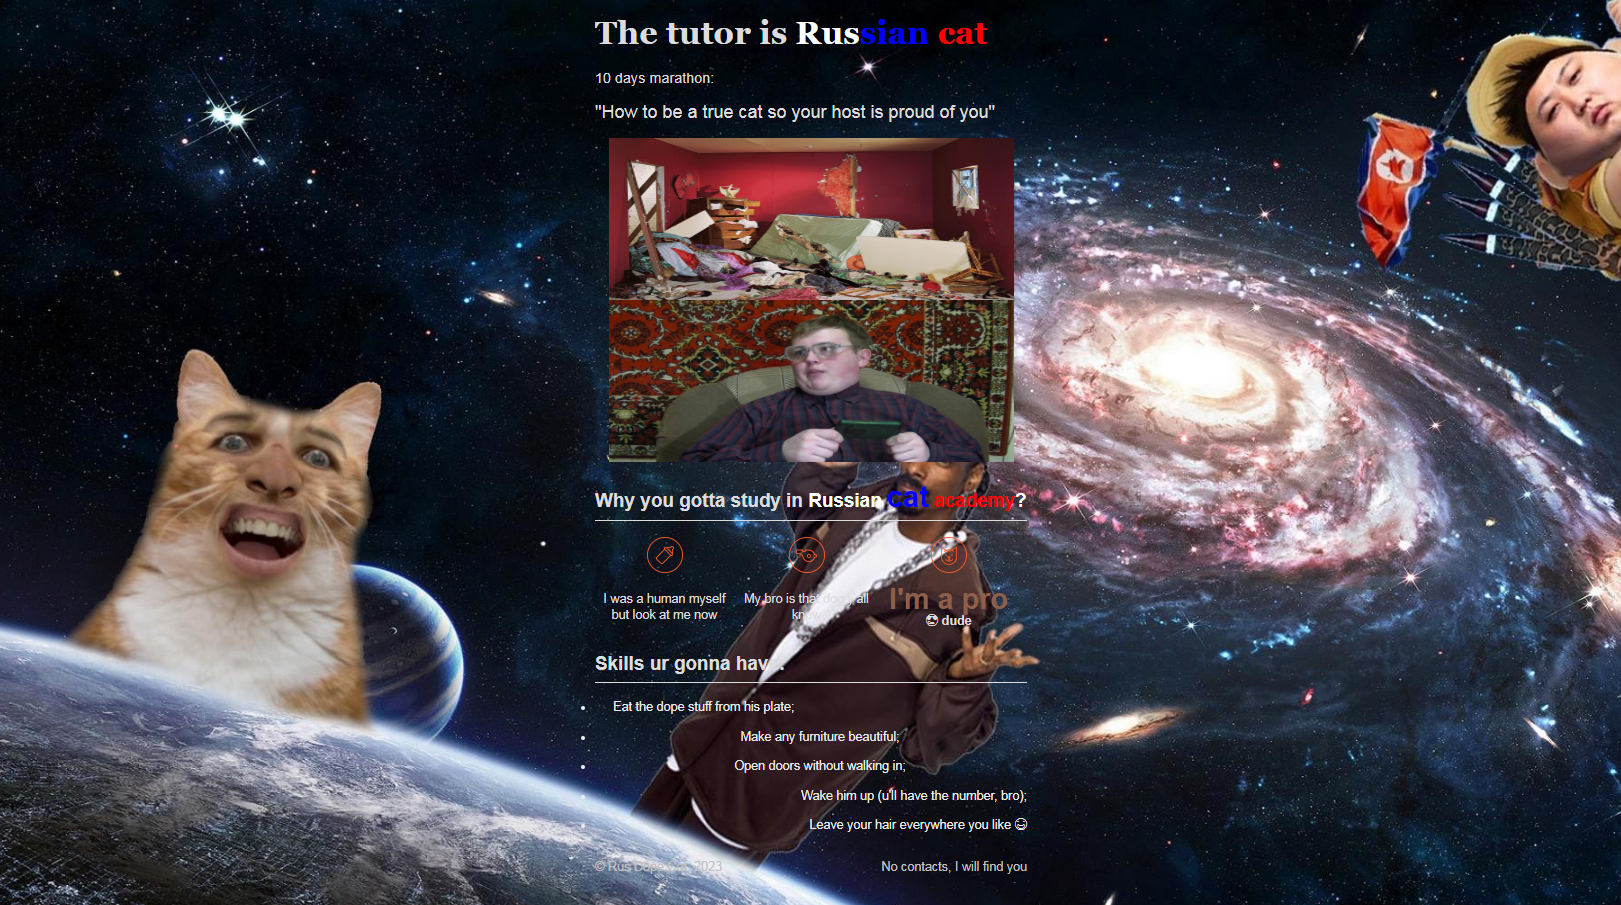 The tutor is Russian cat
10 days marathon:
"How to be a true cat so your host is proud of you"
Why you gotta study in Russian cat academy?
I was a human myself
but look at me now
My bro is that all
I'm a pro
dude
Skills ur gonna have:
Eat the dope stuff from his plate;
Make any furniture beautiful;
Open doors without walking in;
Wake him up (u'll have the number, bro);
Leave your hair everywhere you like 😂
© Rus Dope 2023
No contacts, I will find you